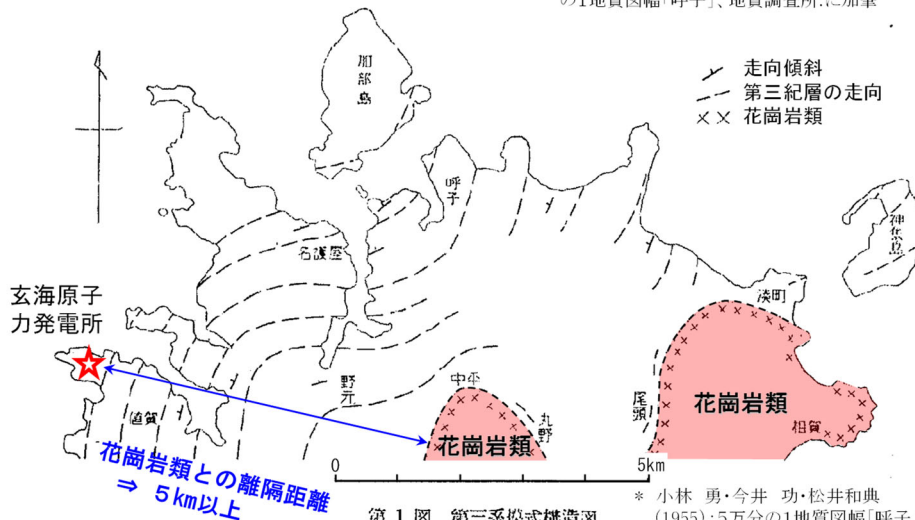 の1地質図幅「呼子」、地質調査所.に加筆
走向傾斜
第三紀層の走向
花崗岩類
加部島
呼子
名護屋
神集島
湊町
玄海原子
力発電所
値賀
野元
中平
丸野
尾頭
花崗岩類
相賀
花崗岩類
花崗岩類との離隔距離
⇒ 5km以上
0
5km
第1図 第三系模式構造図
* 小林 勇・今井 功・松井和典
(1955):5万分の1地質図幅「呼子